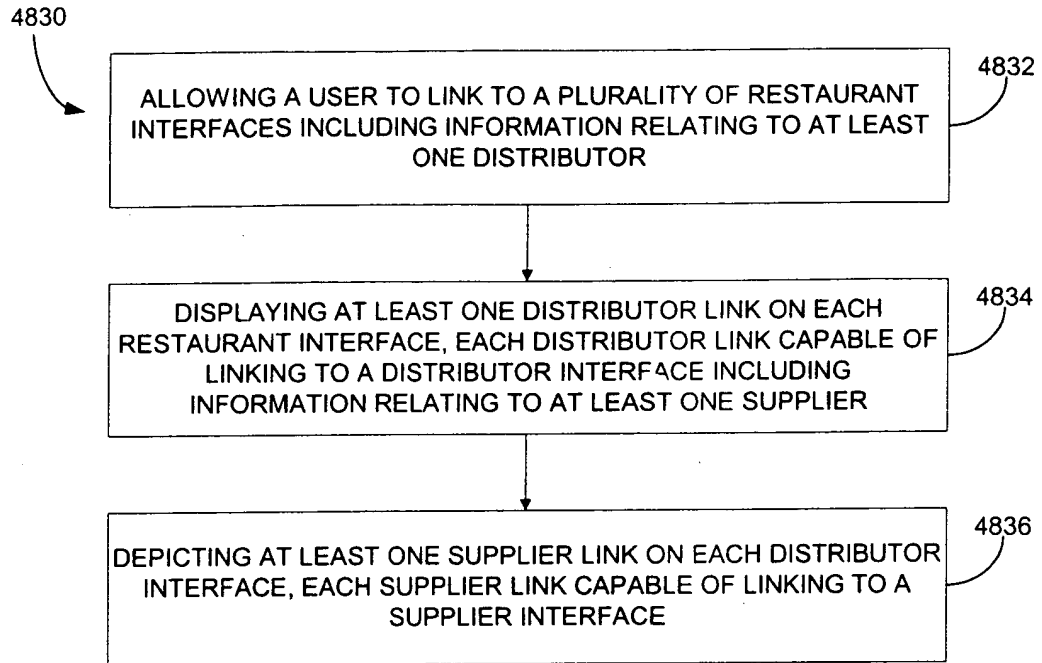 4830
4832
ALLOWING A USER TO LINK TO A PLURALITY OF RESTAURANT
INTERFACES INCLUDING INFORMATION RELATING TO AT LEAST
ONE DISTRIBUTOR
4834
DISPLAYING AT LEAST ONE DISTRIBUTOR LINK ON EACH
RESTAURANT INTERFACE, EACH DISTRIBUTOR LINK CAPABLE OF
LINKING TO A DISTRIBUTOR INTERFACE INCLUDING
INFORMATION RELATING TO AT LEAST ONE SUPPLIER
4836
DEPICTING AT LEAST ONE SUPPLIER LINK ON EACH DISTRIBUTOR
INTERFACE, EACH SUPPLIER LINK CAPABLE OF LINKING TO A
SUPPLIER INTERFACE